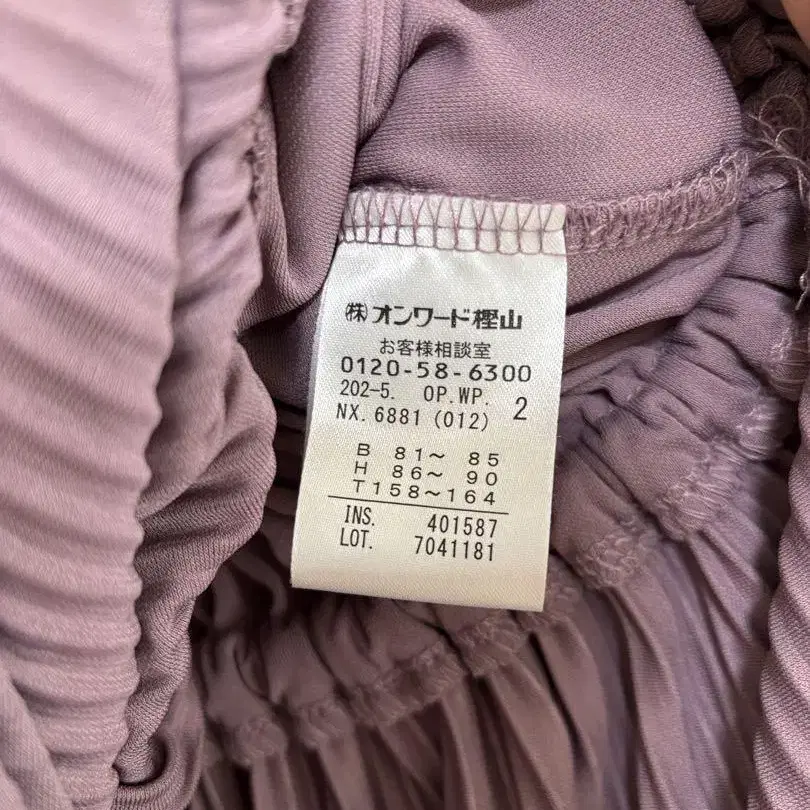 ㈱オンワード樫山
お客様相談室
0120-58-6300
202-5. OP.WP. 2
NX. 6881 (012)
B 81～ 85
H 86～ 90
T 158～164
INS. 401587
LOT. 7041181